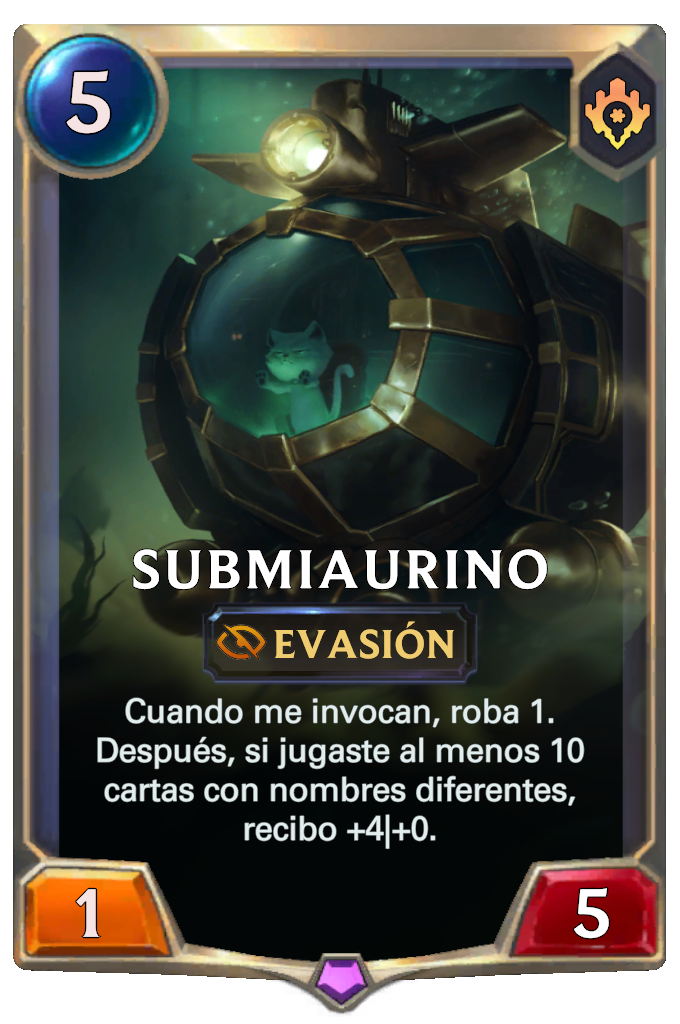 5
SUBMIAURINO
EVASIÓN
Cuando me invocan, roba 1.
Después, si jugaste al menos 10
cartas con nombres diferentes,
recibo +4|+0.
1
5